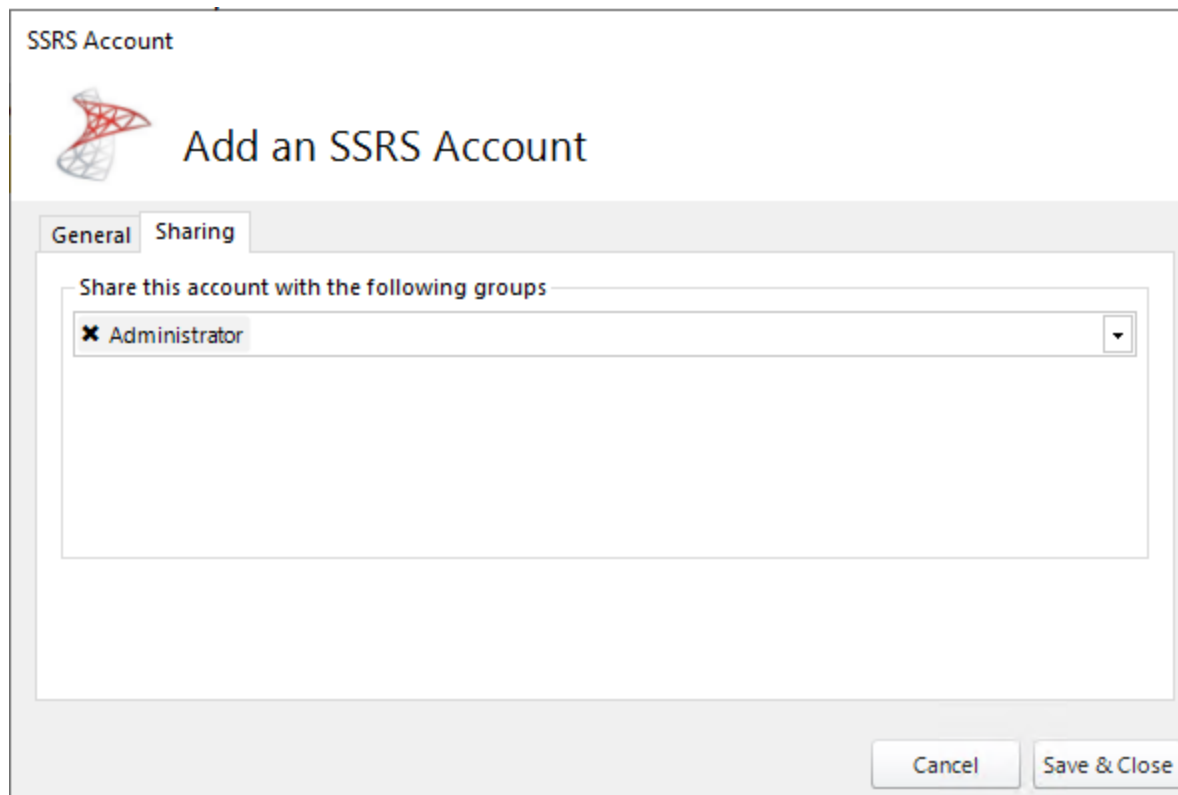 SSRS Account
Add an SSRS Account
General Sharing
Share this account with the following groups
✖ Administrator
Cancel Save & Close